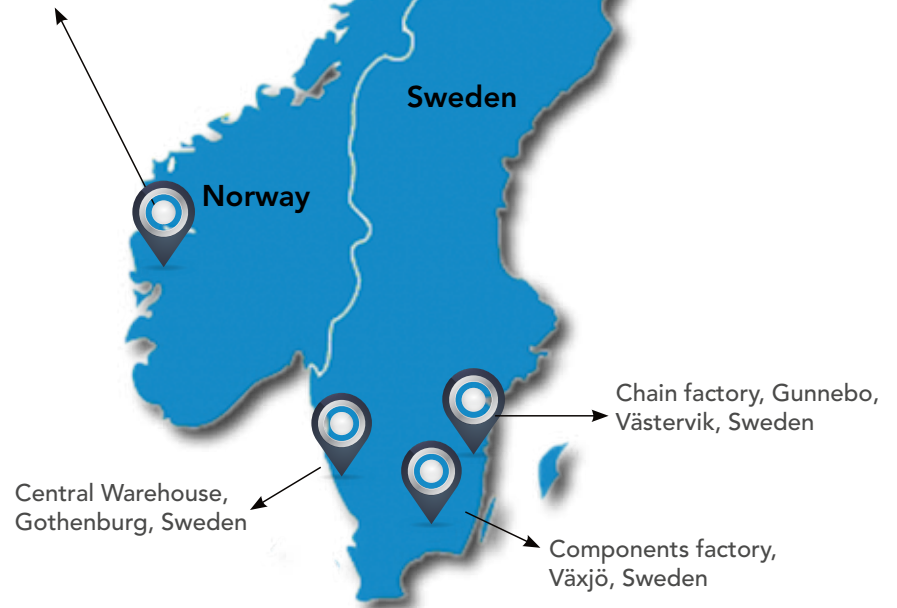 Sweden
Norway
Chain factory, Gunnebo,
Västervik, Sweden
Central Warehouse,
Gothenburg, Sweden
Components factory,
Växjö, Sweden